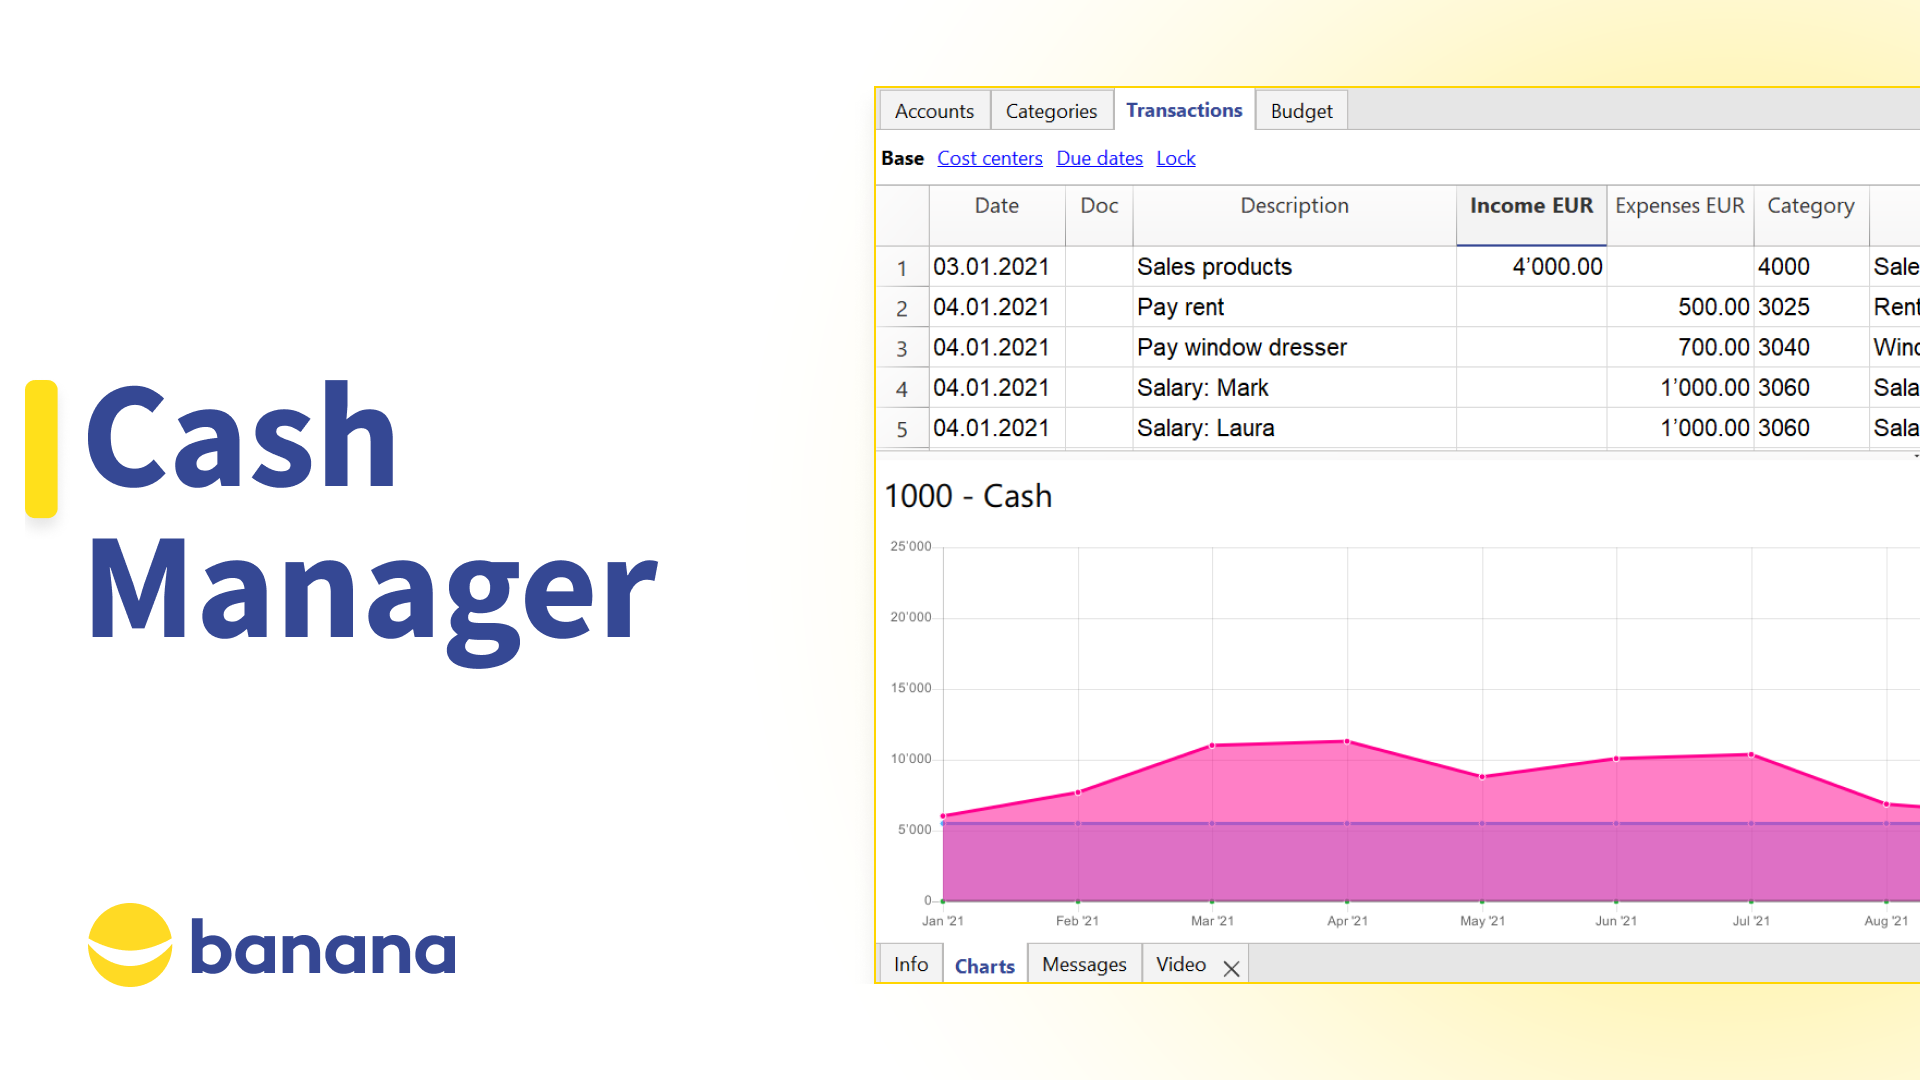 Cash
Manager
banana
Accounts Categories Transactions Budget
Base Cost centers Due dates Lock
Date Doc Description Income EUR Expenses EUR Category
1 03.01.2021 Sales products 4’000.00 4000 Sale
2 04.01.2021 Pay rent 500.00 3025 Rent
3 04.01.2021 Pay window dresser 700.00 3040 Wind
4 04.01.2021 Salary: Mark 1’000.00 3060 Sala
5 04.01.2021 Salary: Laura 1’000.00 3060 Sala
1000 - Cash
25'000
20'000
15'000
10'000
5'000
0
Jan '21 Feb '21 Mar '21 Apr '21 May '21 Jun '21 Jul '21 Aug '21
Info Charts Messages Video